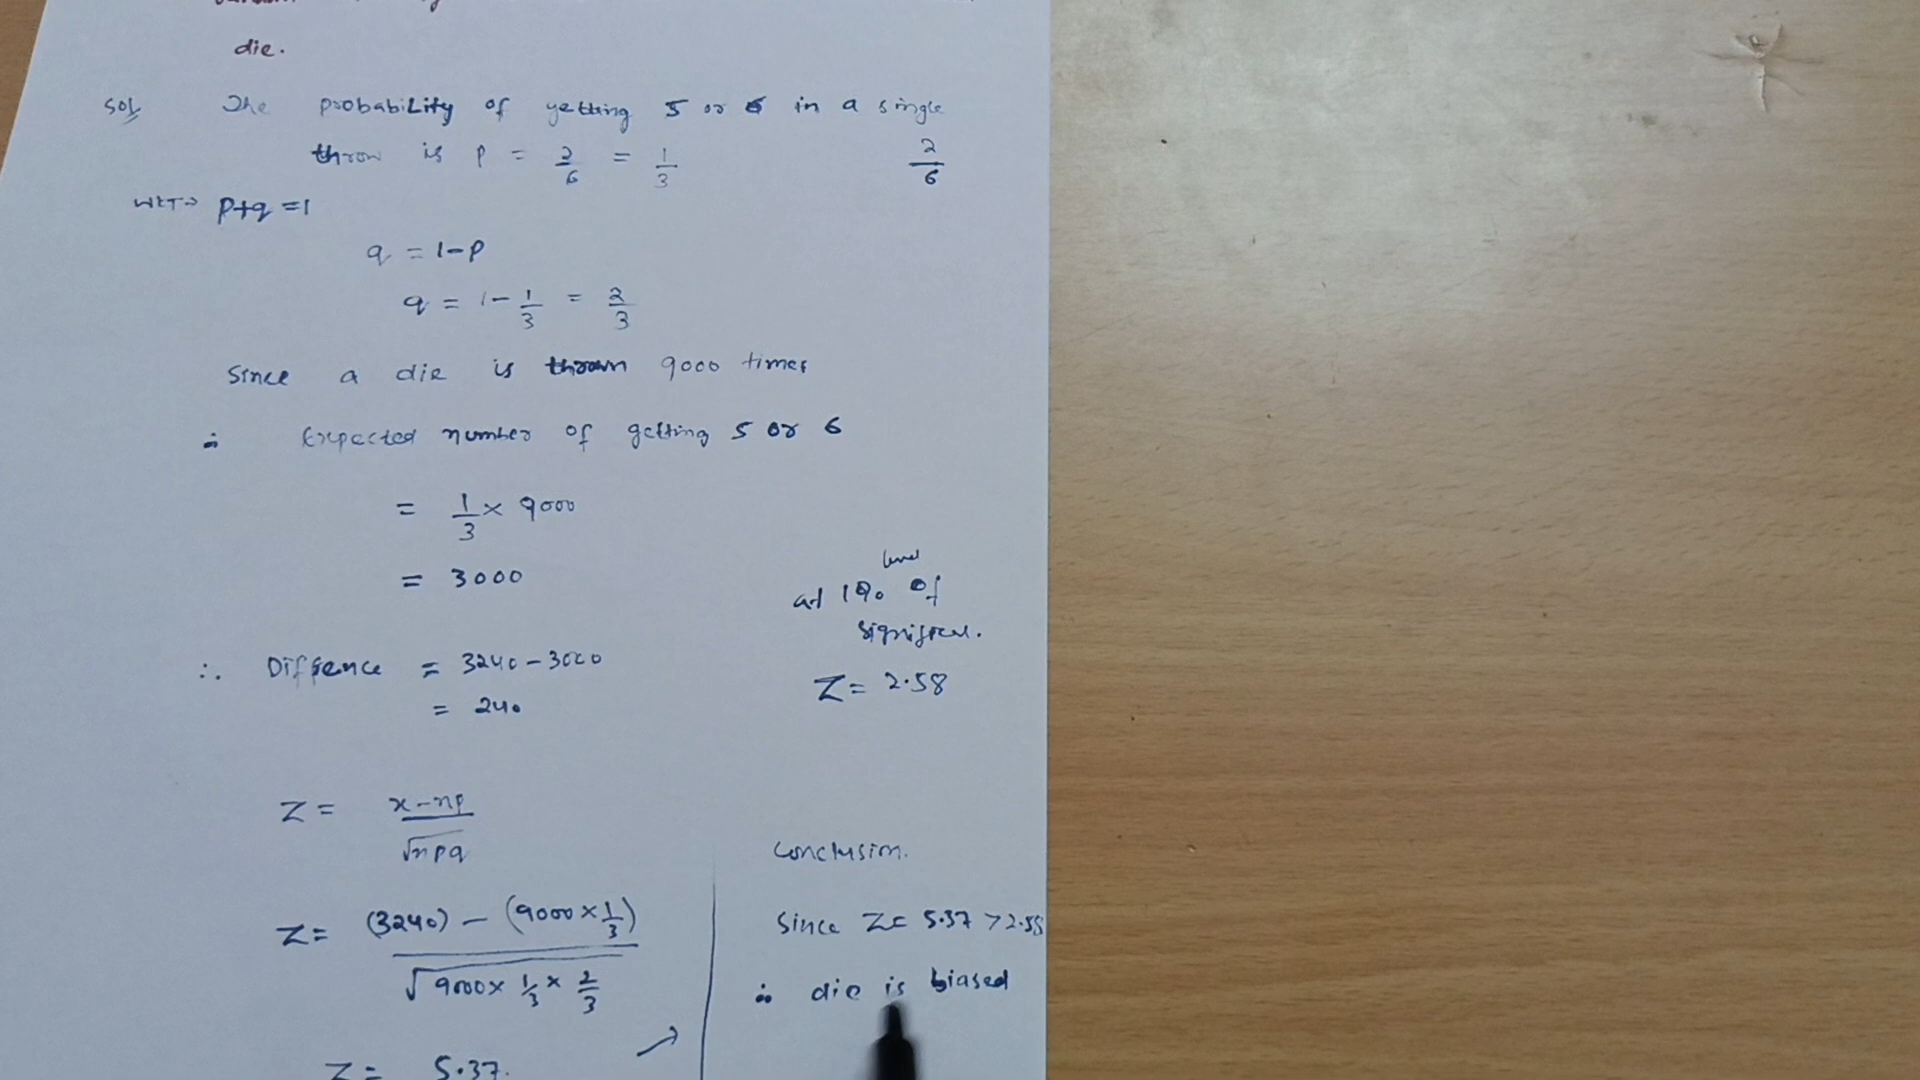 die.
Sol The probability of getting 5 or 6 in a single
throw is p = 2/6 = 1/3
2/6
WKT→ p+q =1
q = 1-p
q = 1- 1/3 = 2/3
Since a die is thrown 9000 times
∴ Expected number of getting 5 or 6
= 1/3 × 9000
= 3000
∴ Diffence = 3240 - 3000
= 240
Z = x-np / √npq
Z = (3240) - (9000 × 1/3) / √9000 × 1/3 × 2/3
Z = 5.37.
level
at 1% of
Z = 2.58
Conclusion.
Since Z= 5.37 > 2.58
∴ die is biased